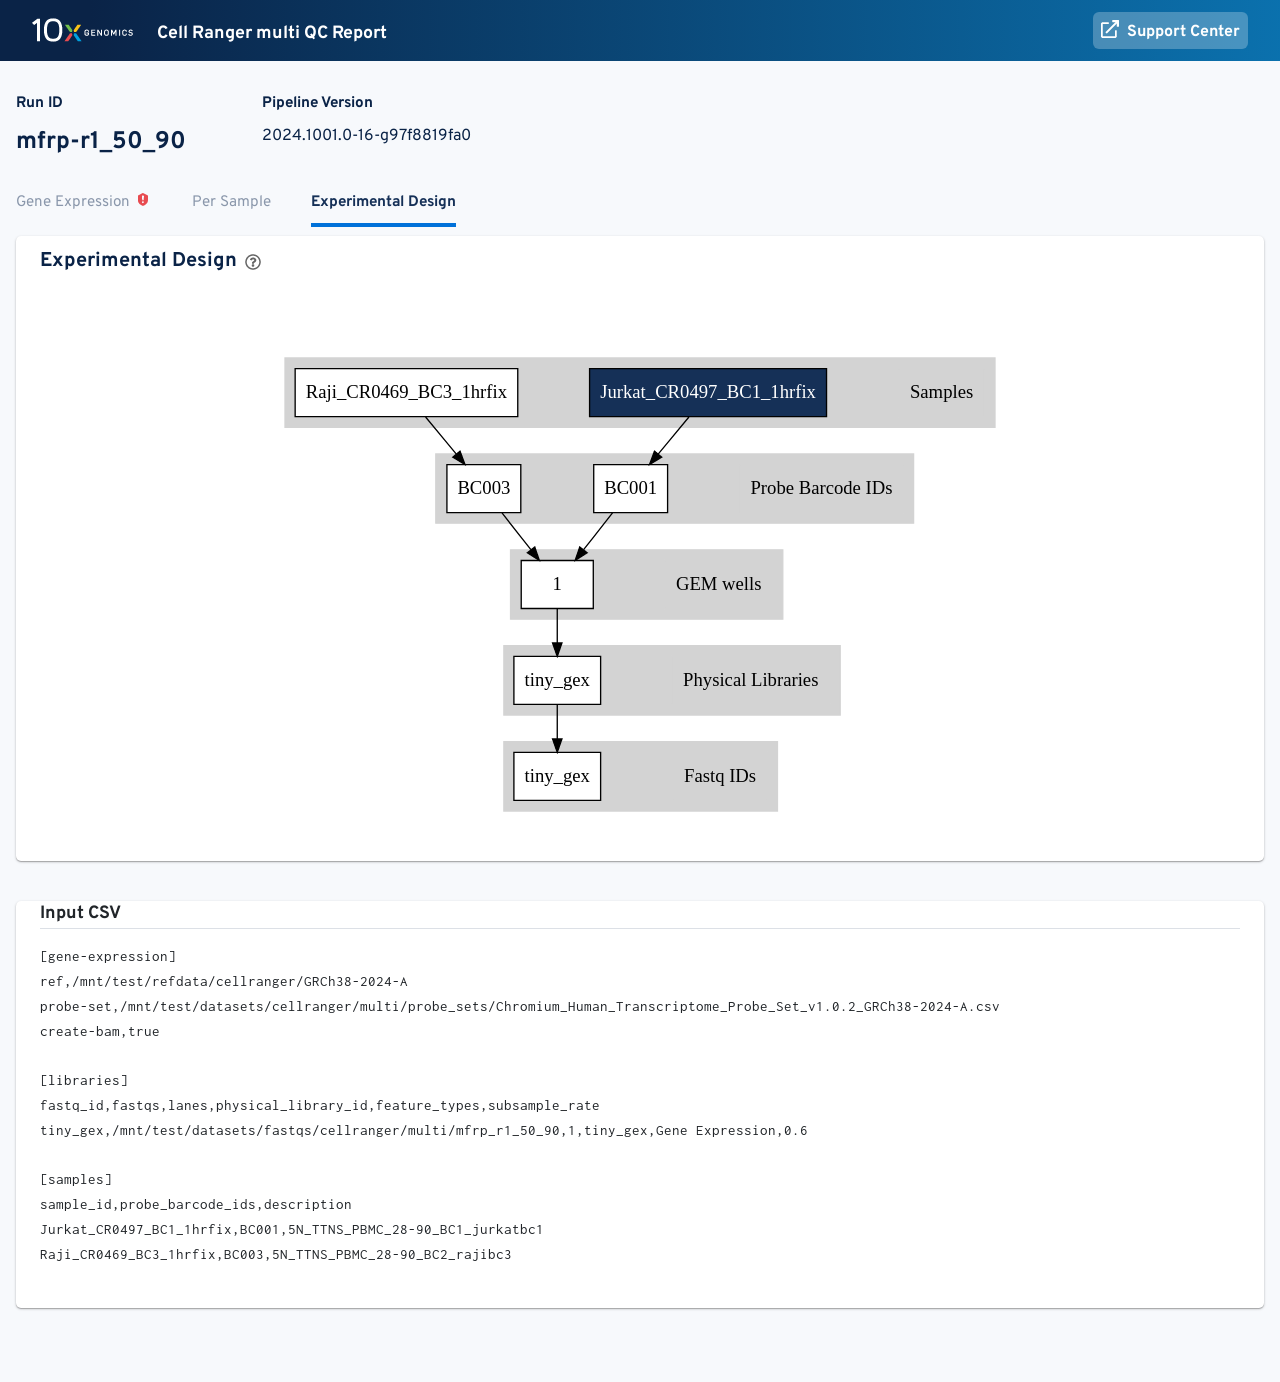 10x GENOMICS Cell Ranger multi QC Report Support Center
Run ID Pipeline Version
mfrp-r1_50_90 2024.1001.0-16-g97f8819fa0
Gene Expression Per Sample Experimental Design
Experimental Design
Raji_CR0469_BC3_1hrfix Jurkat_CR0497_BC1_1hrfix Samples
BC003 BC001 Probe Barcode IDs
1 GEM wells
tiny_gex Physical Libraries
tiny_gex Fastq IDs
Input CSV
[gene-expression]
ref,/mnt/test/refdata/cellranger/GRCh38-2024-A
probe-set,/mnt/test/datasets/cellranger/multi/probe_sets/Chromium_Human_Transcriptome_Probe_Set_v1.0.2_GRCh38-2024-A.csv
create-bam,true
[libraries]
fastq_id,fastqs,lanes,physical_library_id,feature_types,subsample_rate
tiny_gex,/mnt/test/datasets/fastqs/cellranger/multi/mfrp_r1_50_90,1,tiny_gex,Gene Expression,0.6
[samples]
sample_id,probe_barcode_ids,description
Jurkat_CR0497_BC1_1hrfix,BC001,5N_TTNS_PBMC_28-90_BC1_jurkatbc1
Raji_CR0469_BC3_1hrfix,BC003,5N_TTNS_PBMC_28-90_BC2_rajibc3